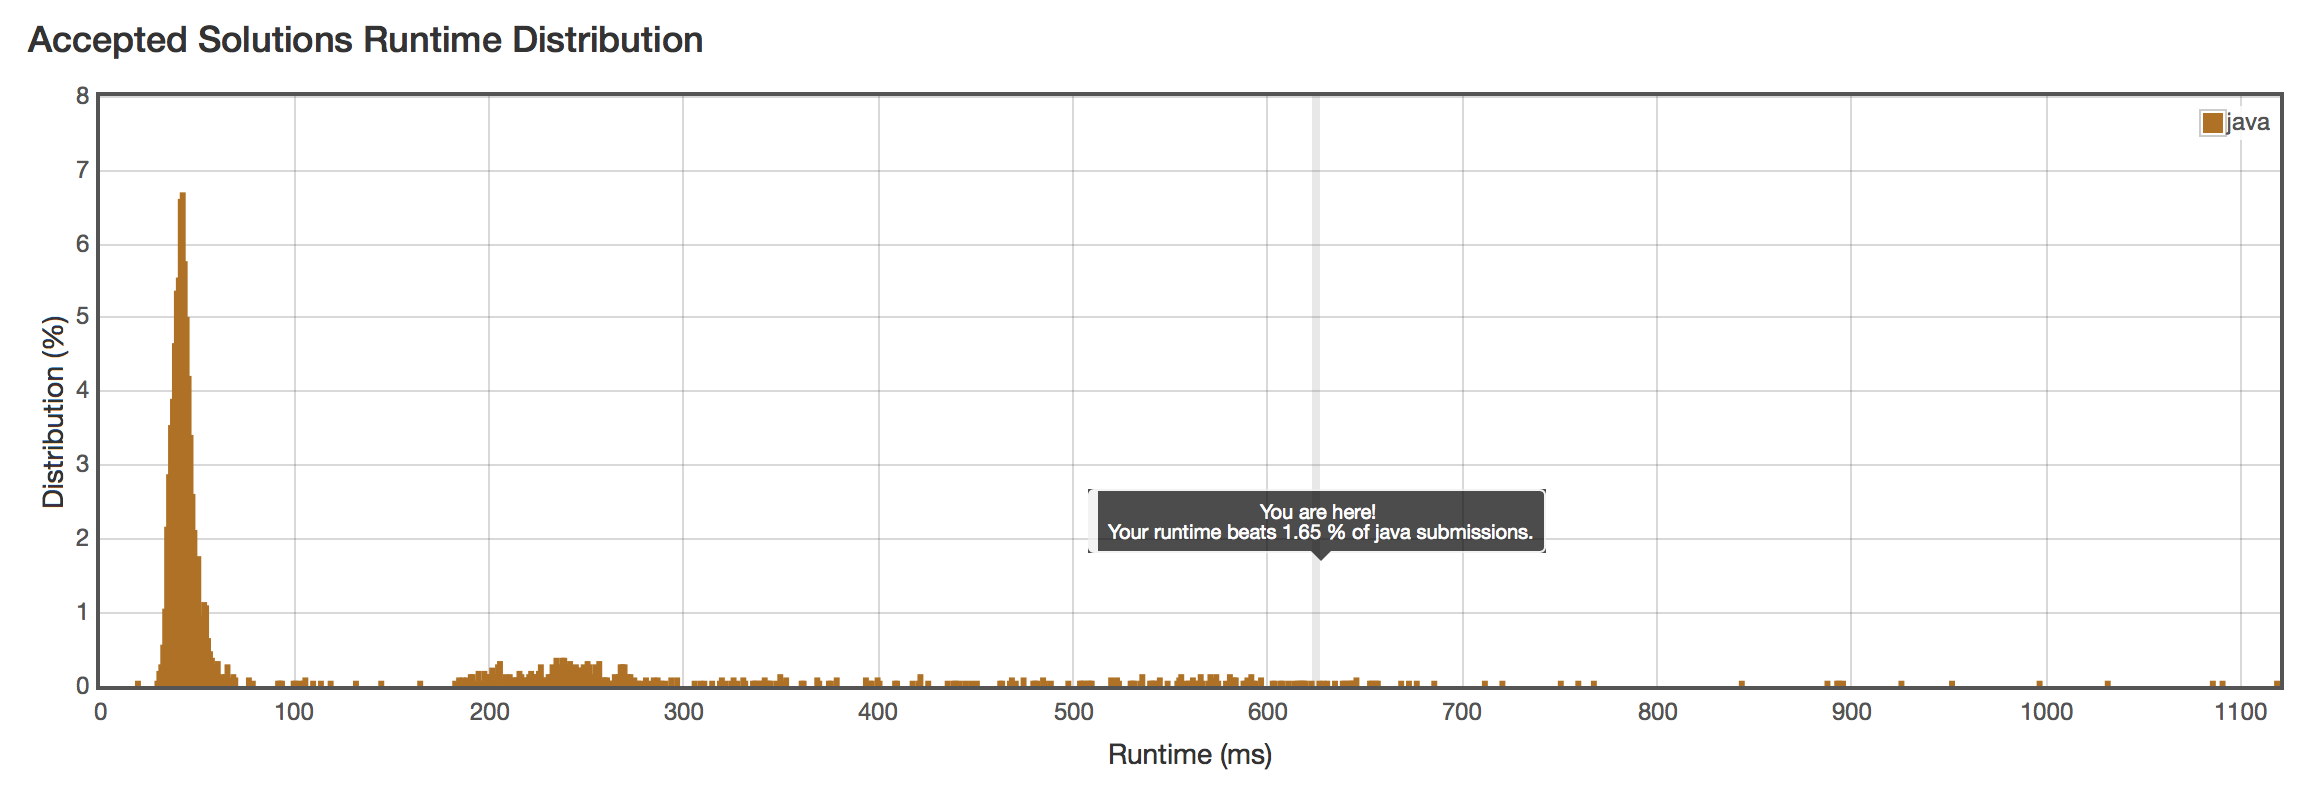 Accepted Solutions Runtime Distribution
8
java
7
6
5
4
3
2
1
0
Distribution (%)
You are here!
Your runtime beats 1.65 % of java submissions.
0 100 200 300 400 500 600 700 800 900 1000 1100
Runtime (ms)